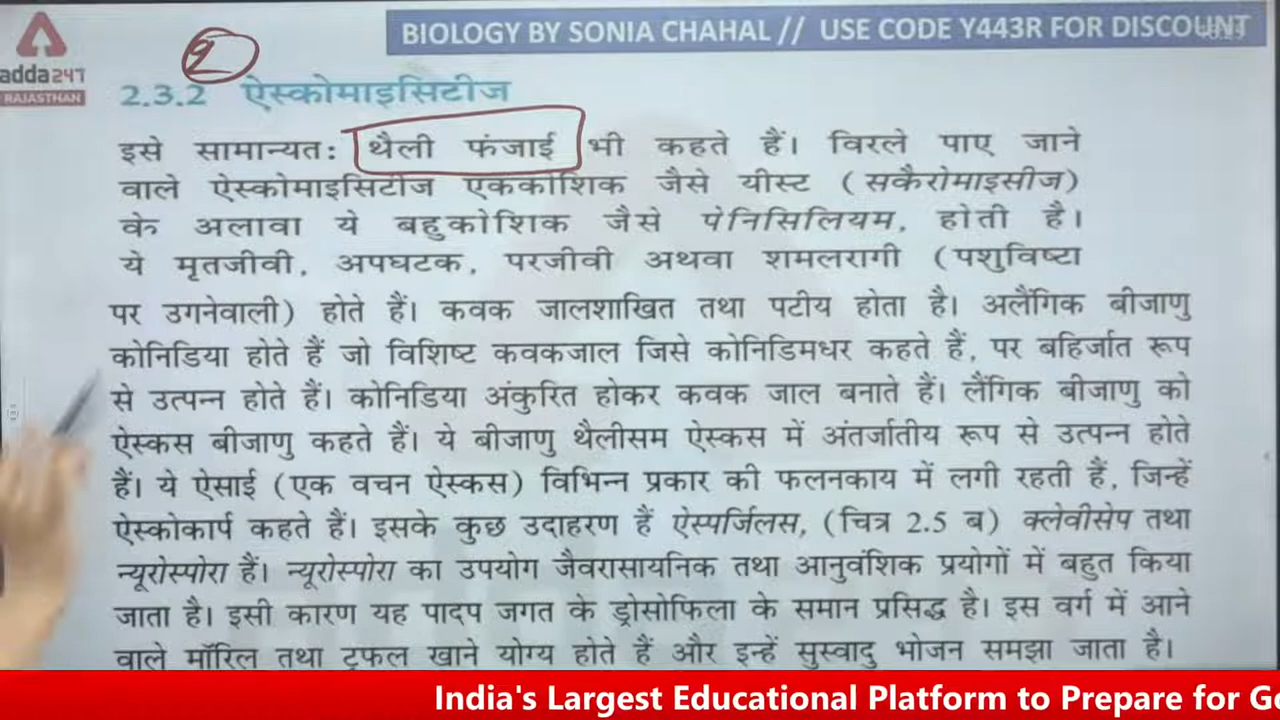 BIOLOGY BY SONIA CHAHAL // USE CODE Y443R FOR DISCOUNT
adda247
RAJASTHAN
2
2.3.2 ऐस्कोमाइसिटीज
इसे सामान्यत: थैली फंजाई भी कहते हैं। विरले पाए जाने
वाले ऐस्कोमाइसिटीज एककोशिक जैसे यीस्ट (सकैरोमाइसीज)
के अलावा ये बहुकोशिक जैसे पेनिसिलियम, होती है।
ये मृतजीवी, अपघटक, परजीवी अथवा शमलरागी (पशुविष्टा
पर उगनेवाली) होते हैं। कवक जालशाखित तथा पटीय होता है। अलैंगिक बीजाणु
कोनिडिया होते हैं जो विशिष्ट कवकजाल जिसे कोनिडिमधर कहते हैं, पर बहिर्जात रूप
से उत्पन्न होते हैं। कोनिडिया अंकुरित होकर कवक जाल बनाते हैं। लैंगिक बीजाणु को
ऐस्कस बीजाणु कहते हैं। ये बीजाणु थैलीसम ऐस्कस में अंतर्जातीय रूप से उत्पन्न होते
हैं। ये ऐसाई (एक वचन ऐस्कस) विभिन्न प्रकार की फलनकाय में लगी रहती हैं, जिन्हें
ऐस्कोकार्प कहते हैं। इसके कुछ उदाहरण हैं ऐस्पर्जिलस, (चित्र 2.5 ब) क्लेवीसेप तथा
न्यूरोस्पोरा हैं। न्यूरोस्पोरा का उपयोग जैवरासायनिक तथा आनुवंशिक प्रयोगों में बहुत किया
जाता है। इसी कारण यह पादप जगत के ड्रोसोफिला के समान प्रसिद्ध है। इस वर्ग में आने
वाले मॉरिल तथा ट्रफल खाने योग्य होते हैं और इन्हें सुस्वादु भोजन समझा जाता है।
India's Largest Educational Platform to Prepare for Go